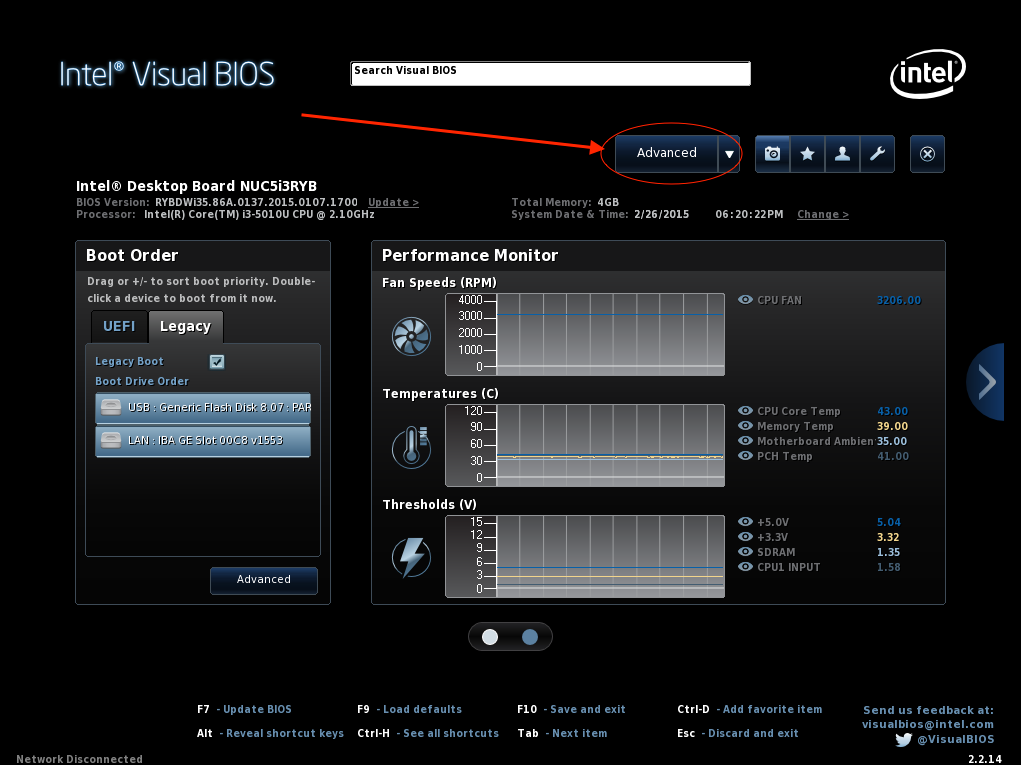 Intel® Visual BIOS
Search Visual BIOS
intel
Advanced
Intel® Desktop Board NUC5i3RYB
BIOS Version: RYBDWi35.86A.0137.2015.0107.1700 Update >
Processor: Intel(R) Core(TM) i3-5010U CPU @ 2.10GHz
Total Memory: 4GB
System Date & Time: 2/26/2015 06:20:22PM Change >
Boot Order
Drag or +/- to sort boot priority. Double-
click a device to boot from it now.
UEFI Legacy
Legacy Boot
Boot Drive Order
USB : Generic Flash Disk 8.07 : PAR
LAN : IBA GE Slot 00C8 v1553
Advanced
Performance Monitor
Fan Speeds (RPM)
4000
3000
2000
1000
0
CPU FAN 3206.00
Temperatures (C)
120
90
60
30
0
CPU Core Temp 43.00
Memory Temp 39.00
Motherboard Ambien 35.00
PCH Temp 41.00
Thresholds (V)
15
12
9
6
3
0
+5.0V 5.04
+3.3V 3.32
SDRAM 1.35
CPU1 INPUT 1.58
F7 - Update BIOS F9 - Load defaults F10 - Save and exit Ctrl-D - Add favorite item
Alt - Reveal shortcut keys Ctrl-H - See all shortcuts Tab - Next item Esc - Discard and exit
Send us feedback at:
visualbios@intel.com
@VisualBIOS
Network Disconnected 2.2.14